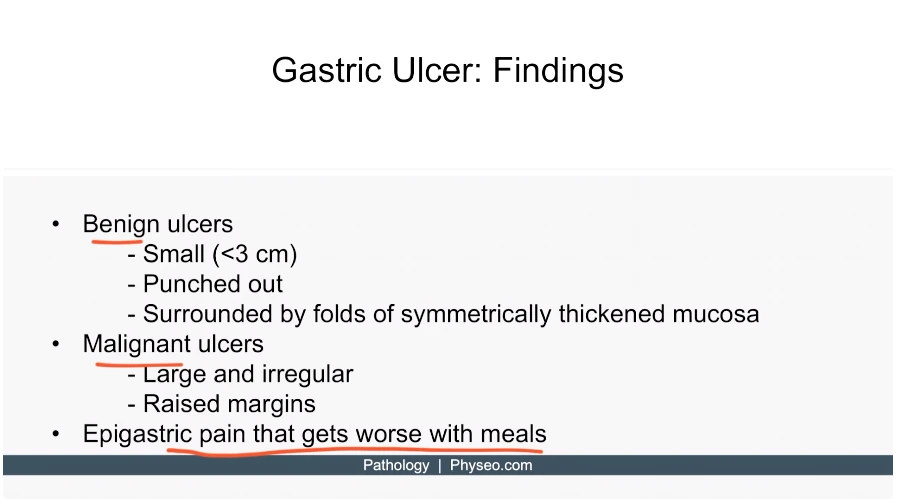 Gastric Ulcer: Findings
• Benign ulcers
- Small (<3 cm)
- Punched out
- Surrounded by folds of symmetrically thickened mucosa
• Malignant ulcers
- Large and irregular
- Raised margins
• Epigastric pain that gets worse with meals
Pathology | Physeo.com